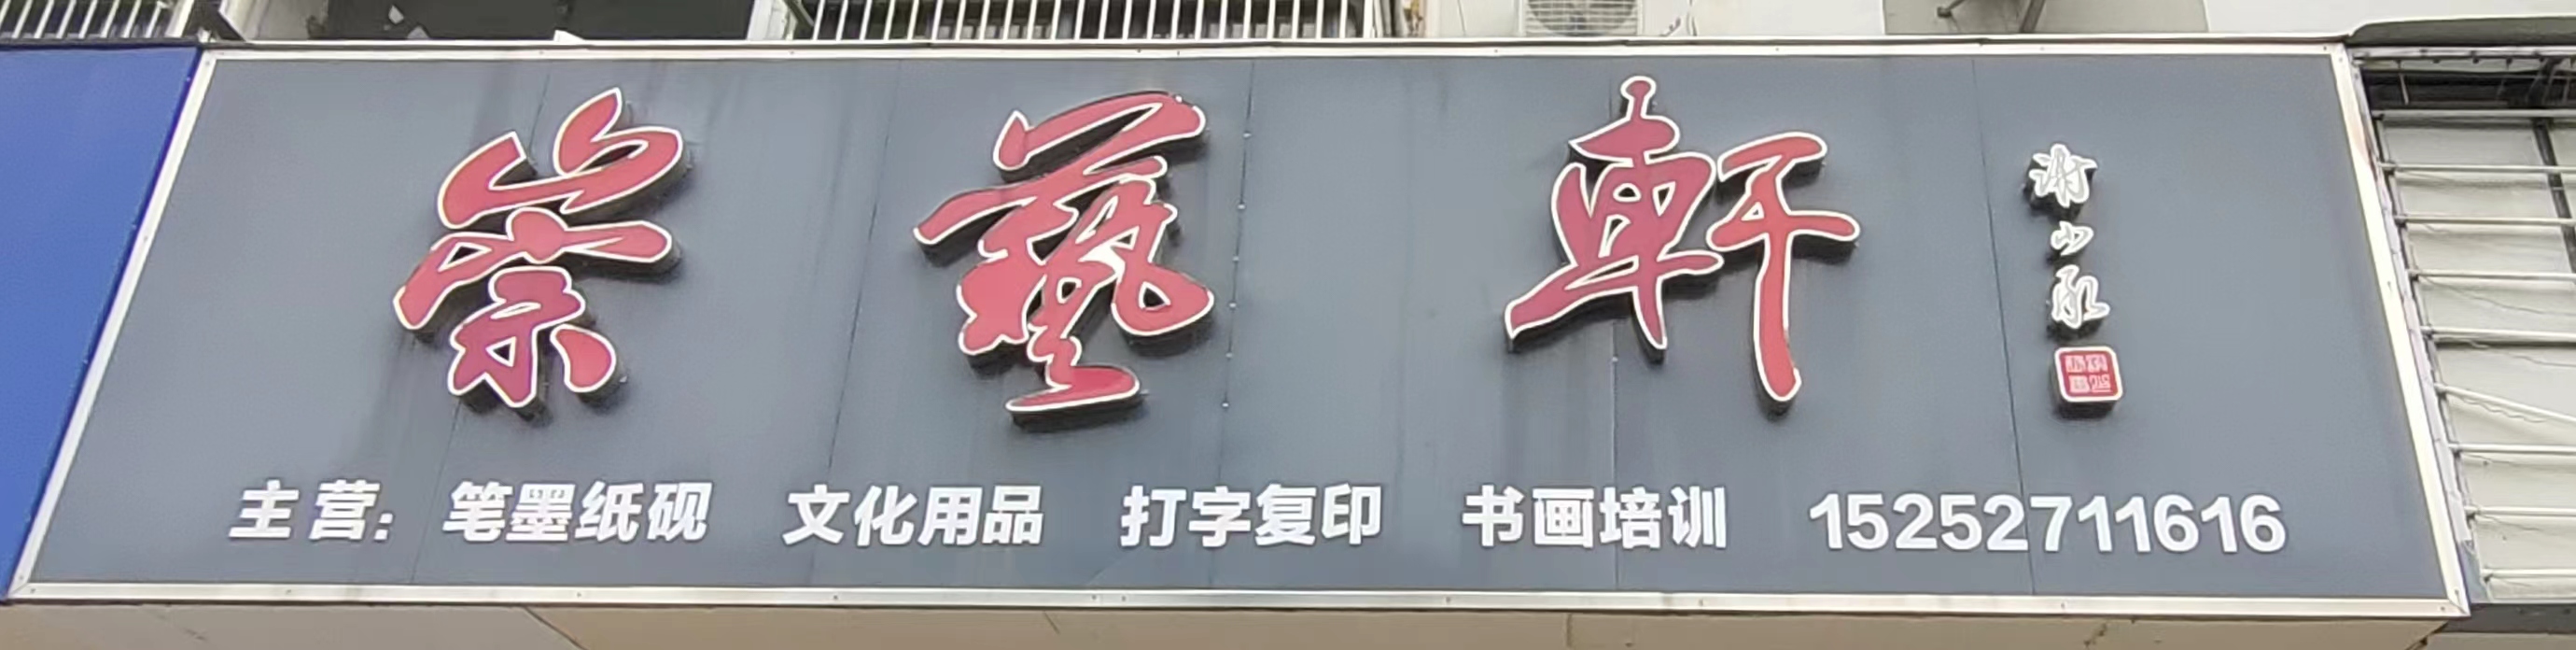 崇藝軒
谢少承
主营：笔墨纸砚 文化用品 打字复印 书画培训 15252711616